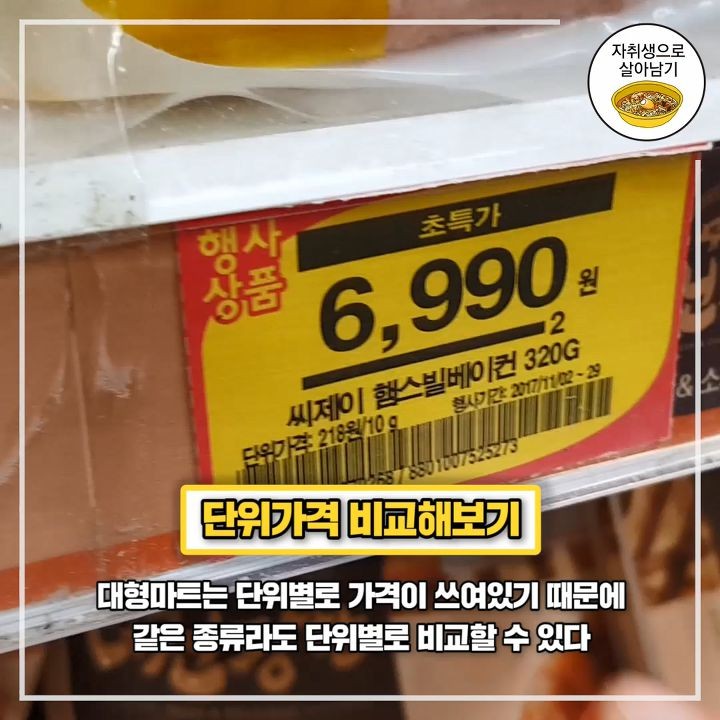 자취생으로
살아남기
행사
상품
초특가
6,990 원
2
씨제이 햄스빌베이컨 320G
단위가격: 218원/10 g
행사기간: 2017/11/02 ~ 29
/ 8801007525273
단위가격 비교해보기
대형마트는 단위별로 가격이 쓰여있기 때문에
같은 종류라도 단위별로 비교할 수 있다